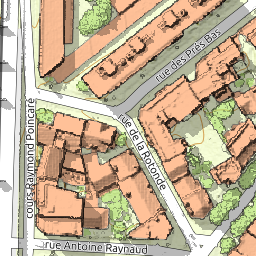 rue des Prés Bas
rue de la Rotonde
cours Raymond Poincaré
rue Antoine Raynaud